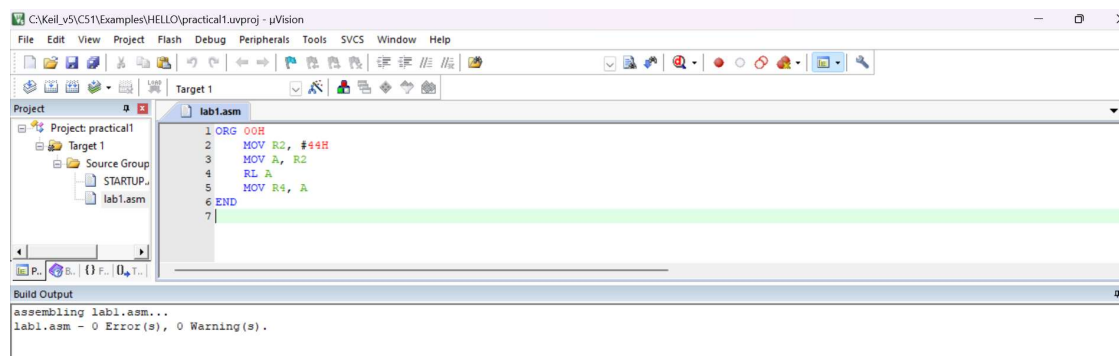 C:\Keil_v5\C51\Examples\HELLO\practical1.uvproj - µVision
File Edit View Project Flash Debug Peripherals Tools SVCS Window Help
LOAD Target 1
Project
lab1.asm
Project: practical1
Target 1
Source Group
STARTUP.
lab1.asm
1 ORG 00H
2 MOV R2, #44H
3 MOV A, R2
4 RL A
5 MOV R4, A
6 END
7
P... B... {} F... 0 T...
Build Output
assembling lab1.asm...
lab1.asm - 0 Error(s), 0 Warning(s).